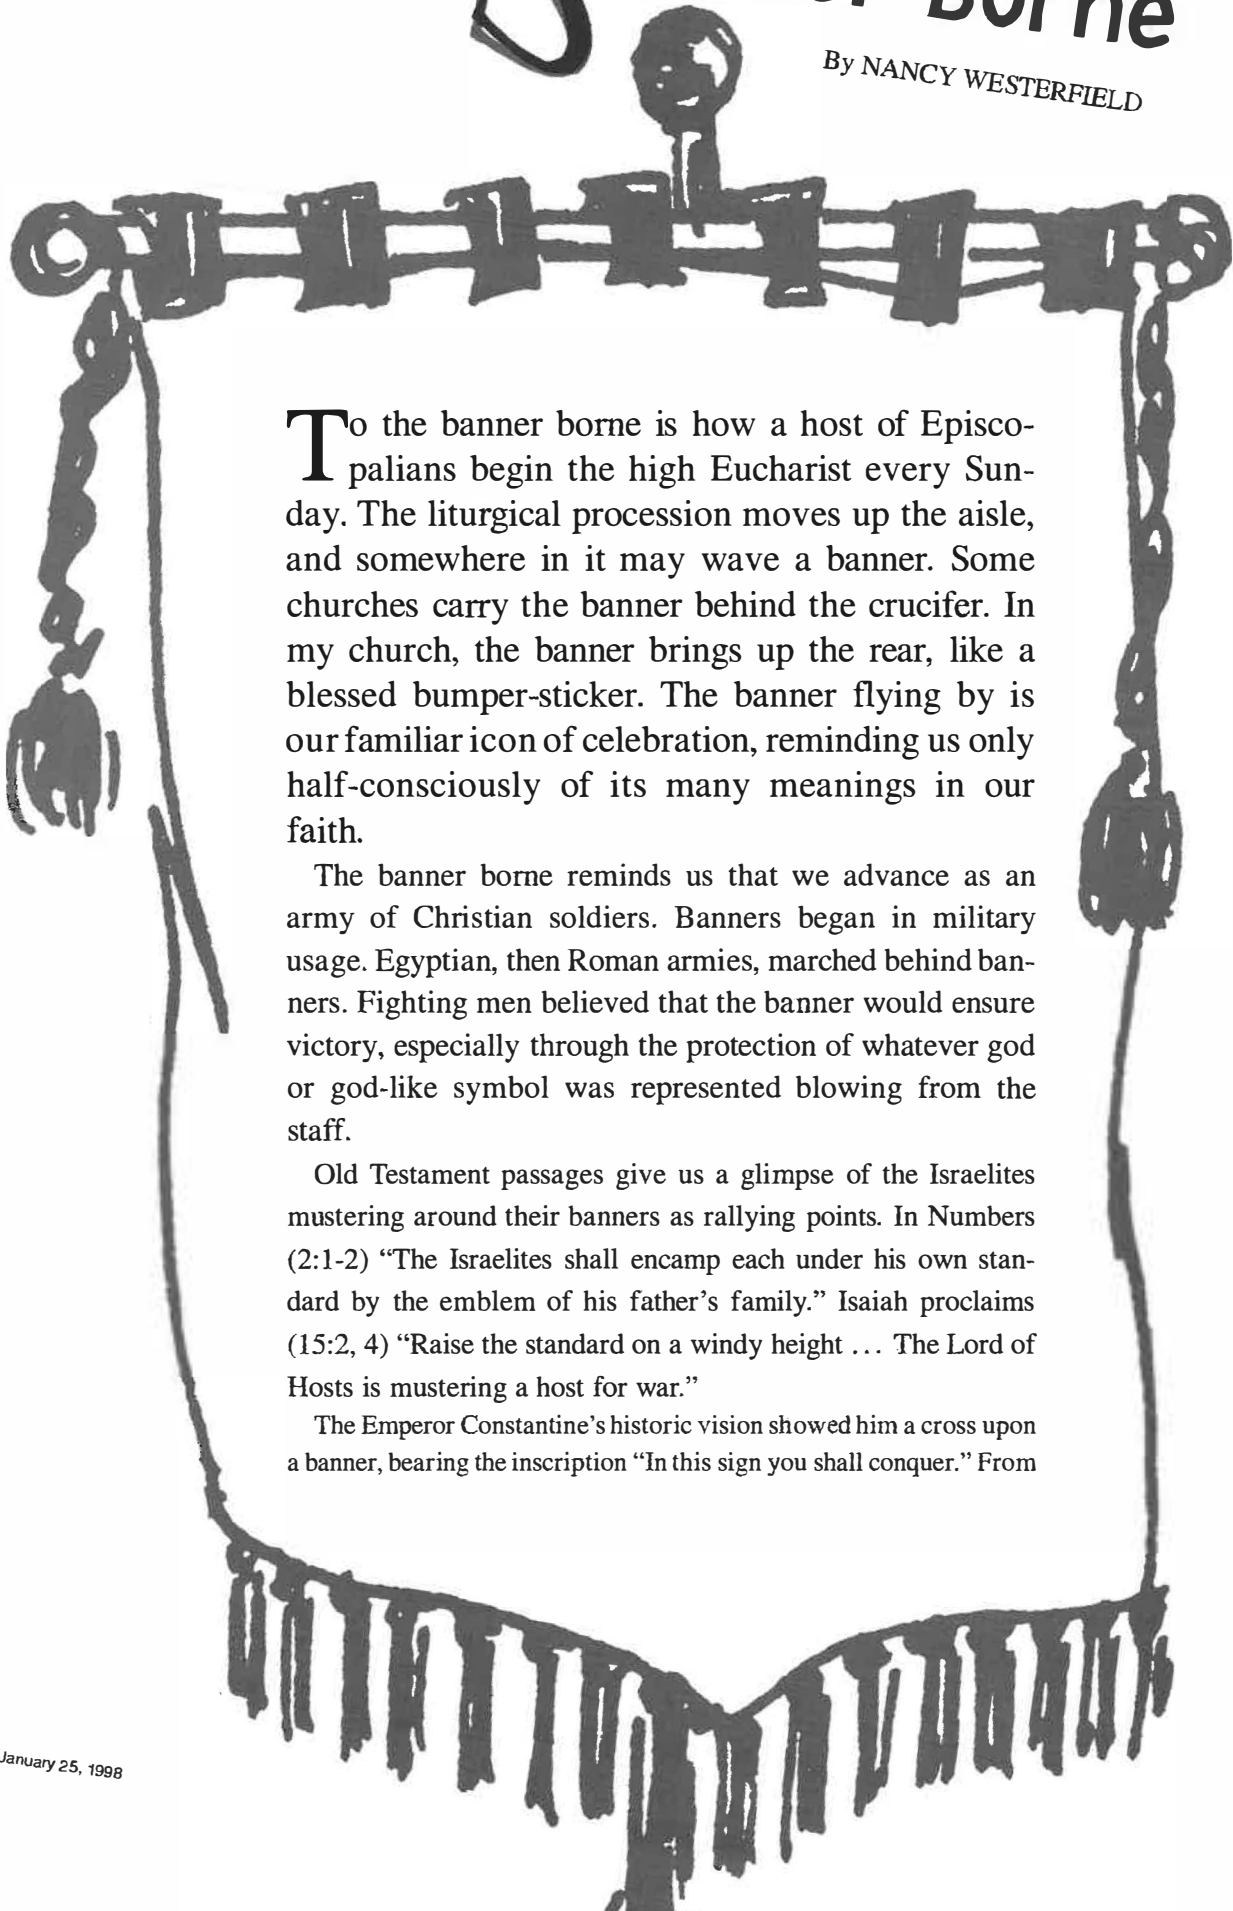 Borne
By NANCY WESTERFIELD
To the banner borne is how a host of Episco-
palians begin the high Eucharist every Sun-
day. The liturgical procession moves up the aisle,
and somewhere in it may wave a banner. Some
churches carry the banner behind the crucifer. In
my church, the banner brings up the rear, like a
blessed bumper-sticker. The banner flying by is
our familiar icon of celebration, reminding us only
half-consciously of its many meanings in our
faith.
The banner borne reminds us that we advance as an
army of Christian soldiers. Banners began in military
usage. Egyptian, then Roman armies, marched behind ban-
ners. Fighting men believed that the banner would ensure
victory, especially through the protection of whatever god
or god-like symbol was represented blowing from the
staff.
Old Testament passages give us a glimpse of the Israelites
mustering around their banners as rallying points. In Numbers
(2:1-2) “The Israelites shall encamp each under his own stan-
dard by the emblem of his father’s family.” Isaiah proclaims
(15:2, 4) “Raise the standard on a windy height ... The Lord of
Hosts is mustering a host for war.”
The Emperor Constantine’s historic vision showed him a cross upon
a banner, bearing the inscription “In this sign you shall conquer.” From
January 25, 1998